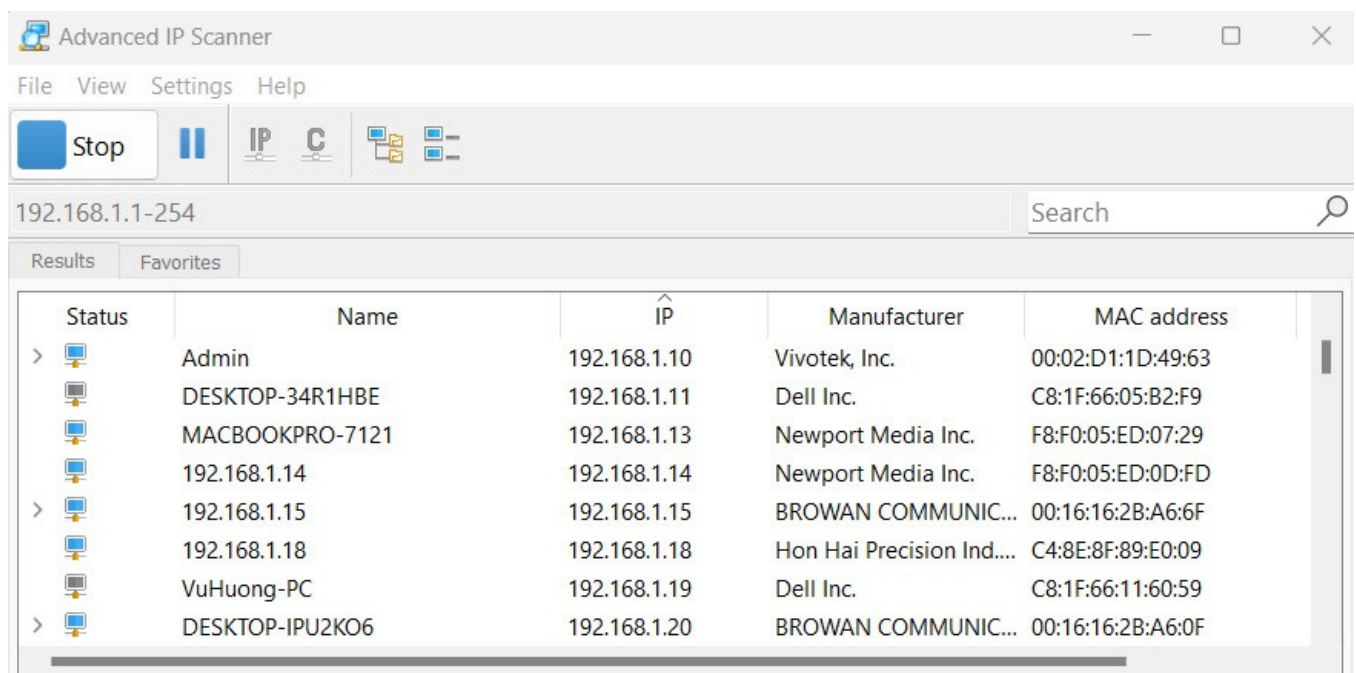 Advanced IP Scanner
File View Settings Help
Stop IP C
192.168.1.1-254 Search
Results Favorites
Status Name IP Manufacturer MAC address
Admin 192.168.1.10 Vivotek, Inc. 00:02:D1:1D:49:63
DESKTOP-34R1HBE 192.168.1.11 Dell Inc. C8:1F:66:05:B2:F9
MACBOOKPRO-7121 192.168.1.13 Newport Media Inc. F8:F0:05:ED:07:29
192.168.1.14 192.168.1.14 Newport Media Inc. F8:F0:05:ED:0D:FD
192.168.1.15 192.168.1.15 BROWAN COMMUNIC... 00:16:16:2B:A6:6F
192.168.1.18 192.168.1.18 Hon Hai Precision Ind.... C4:8E:8F:89:E0:09
VuHuong-PC 192.168.1.19 Dell Inc. C8:1F:66:11:60:59
DESKTOP-IPU2KO6 192.168.1.20 BROWAN COMMUNIC... 00:16:16:2B:A6:0F